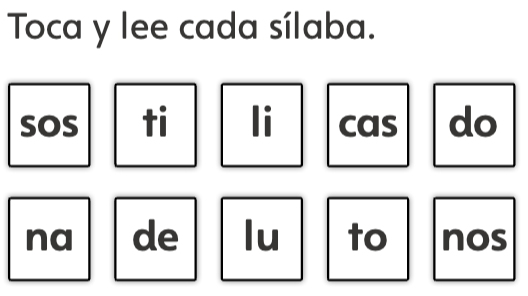 Toca y lee cada sílaba.
sos ti li cas do
na de lu to nos